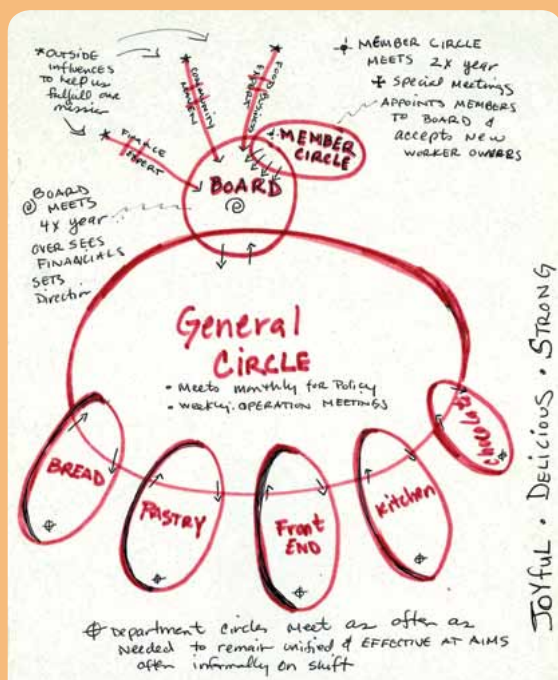 *OUTSIDE
influences
to help us
fulfull our
mission
* Finance
EXPERT
Community
* Food Business
EXPERT
MEMBER CIRCLE
MEETS 2x year
+ Special Meetings
APPOINTS MEMBERS
TO BOARD &
accepts new
WORKER OWNERS
MEMBER
CIRCLE
BOARD
BOARD
MEETS
4x year
OVER SEES
FINANCIALS
SETS
Direction
General
CIRCLE
• Meets monthly for Policy
• weekly. OPERATION MEETINGS
BREAD
PASTRY
Front
END
Kitchen
Chocolate
JOYfuL • DELICIOUS • STRONG
Department circles meet as often as
needed to remain unified & EFFECTIVE AT AIMS
often informally on shift